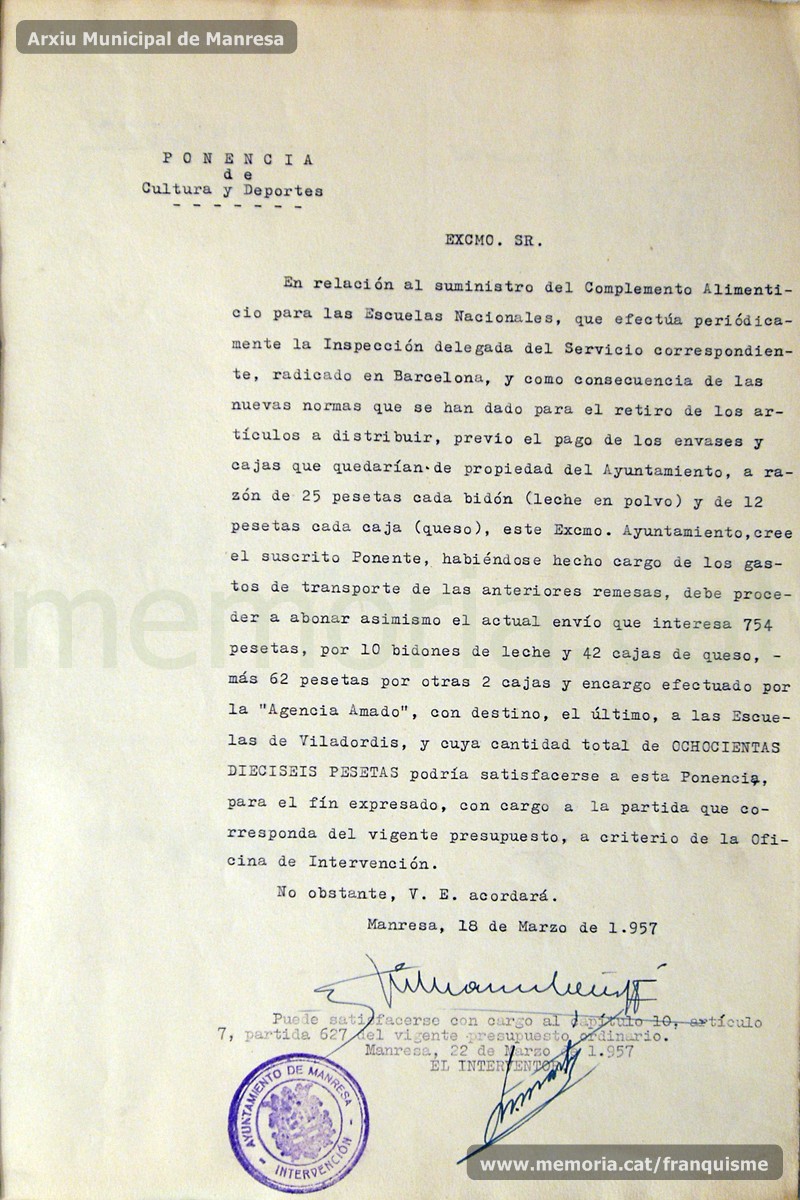 Arxiu Municipal de Manresa
PONENCIA
de
Cultura y Deportes
- - - - - - -
EXCMO. SR.
En relación al suministro del Complemento Alimenti-
cio para las Escuelas Nacionales, que efectúa periódica-
mente la Inspección delegada del Servicio correspondien-
te, radicado en Barcelona, y como consecuencia de las
nuevas normas que se han dado para el retiro de los ar-
tículos a distribuir, previo el pago de los envases y
cajas que quedarían de propiedad del Ayuntamiento, a ra-
zón de 25 pesetas cada bidón (leche en polvo) y de 12
pesetas cada caja (queso), este Excmo. Ayuntamiento,cree
el suscrito Ponente, habiéndose hecho cargo de los gas-
tos de transporte de las anteriores remesas, debe proce-
der a abonar asimismo el actual envío que interesa 754
pesetas, por 10 bidones de leche y 42 cajas de queso, -
más 62 pesetas por otras 2 cajas y encargo efectuado por
la "Agencia Amado", con destino, el último, a las Escue-
las de Viladordis, y cuya cantidad total de OCHOCIENTAS
DIECISEIS PESETAS podría satisfacerse a esta Ponencia,
para el fín expresado, con cargo a la partida que co-
rresponda del vigente presupuesto, a criterio de la Ofi-
cina de Intervención.
No obstante, V. E. acordará.
Manresa, 18 de Marzo de 1.957
Puede satisfacerse con cargo al capítulo 10, artículo
7, partida 627 del vigente presupuesto ordinario.
Manresa, 22 de Marzo 1.957
EL INTERVENTOR
AYUNTAMIENTO DE MANRESA
- INTERVENCIÓN -
memoria
www.memoria.cat/franquisme